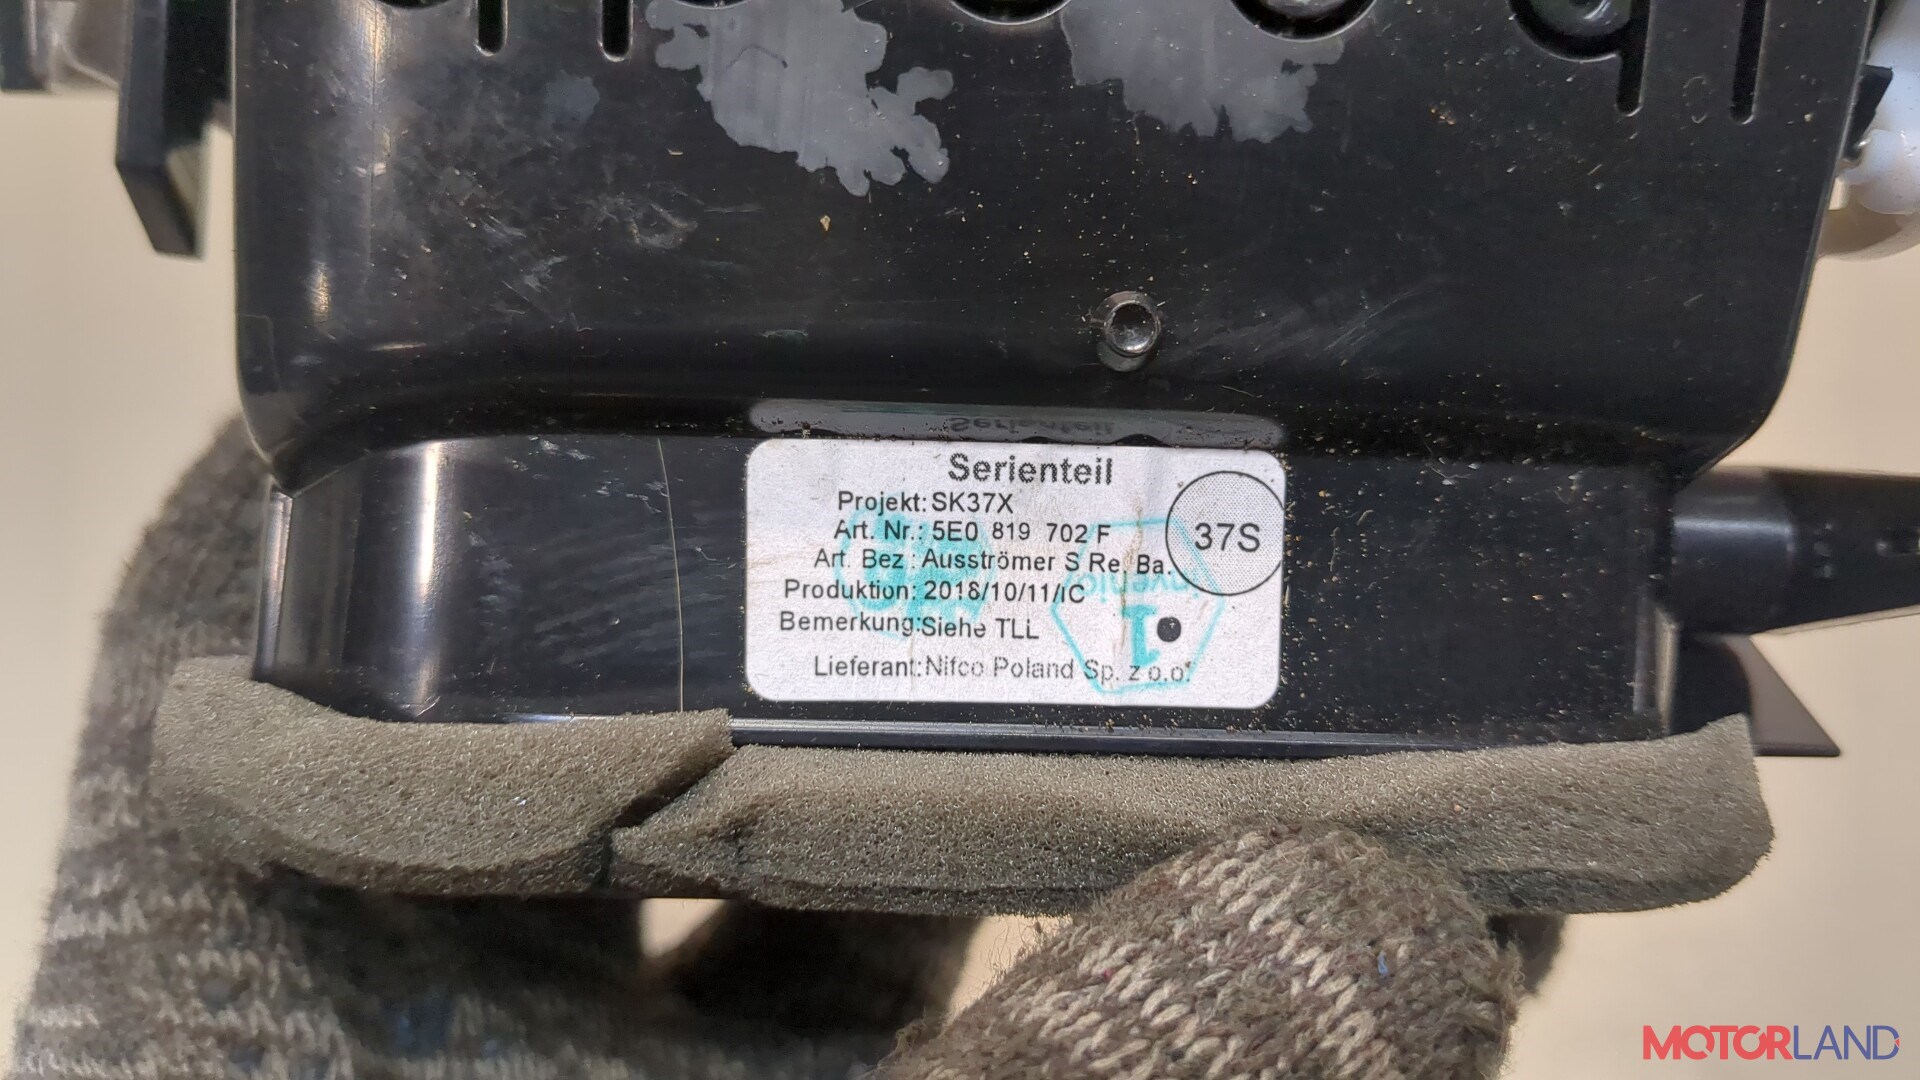 Serienteil
Projekt: SK37X
Art. Nr.: 5E0 819 702 F
Art. Bez.: Ausströmer S Re. Ba.
37S
Produktion: 2018/10/11/IC
Bemerkung: Siehe TLL
Lieferant: Nifco Poland Sp. z o.o.
1
MOTORLAND